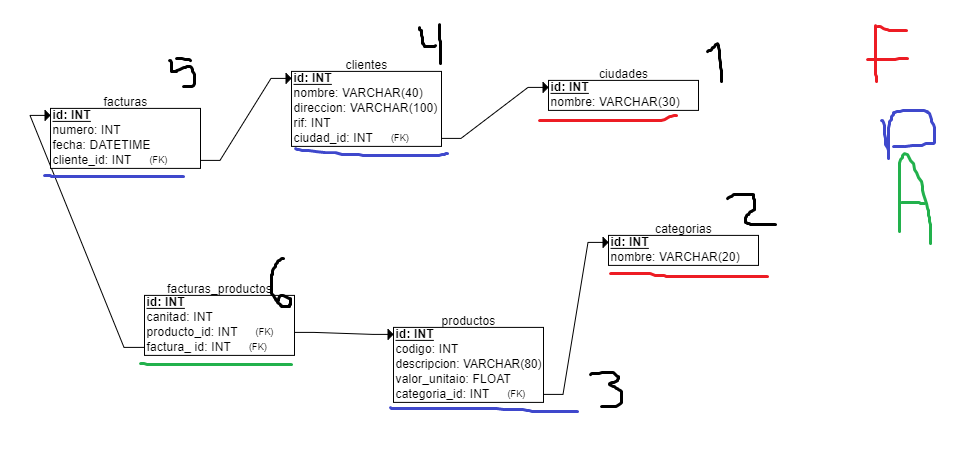 4
clientes
id: INT
nombre: VARCHAR(40)
direccion: VARCHAR(100)
rif: INT
ciudad_id: INT (FK)
1
ciudades
id: INT
nombre: VARCHAR(30)
F
5
facturas
id: INT
numero: INT
fecha: DATETIME
cliente_id: INT (FK)
P
A
2
categorias
id: INT
nombre: VARCHAR(20)
6
facturas_productos
id: INT
canitad: INT
producto_id: INT (FK)
factura_ id: INT (FK)
productos
id: INT
codigo: INT
descripcion: VARCHAR(80)
valor_unitaio: FLOAT
categoria_id: INT (FK)
3